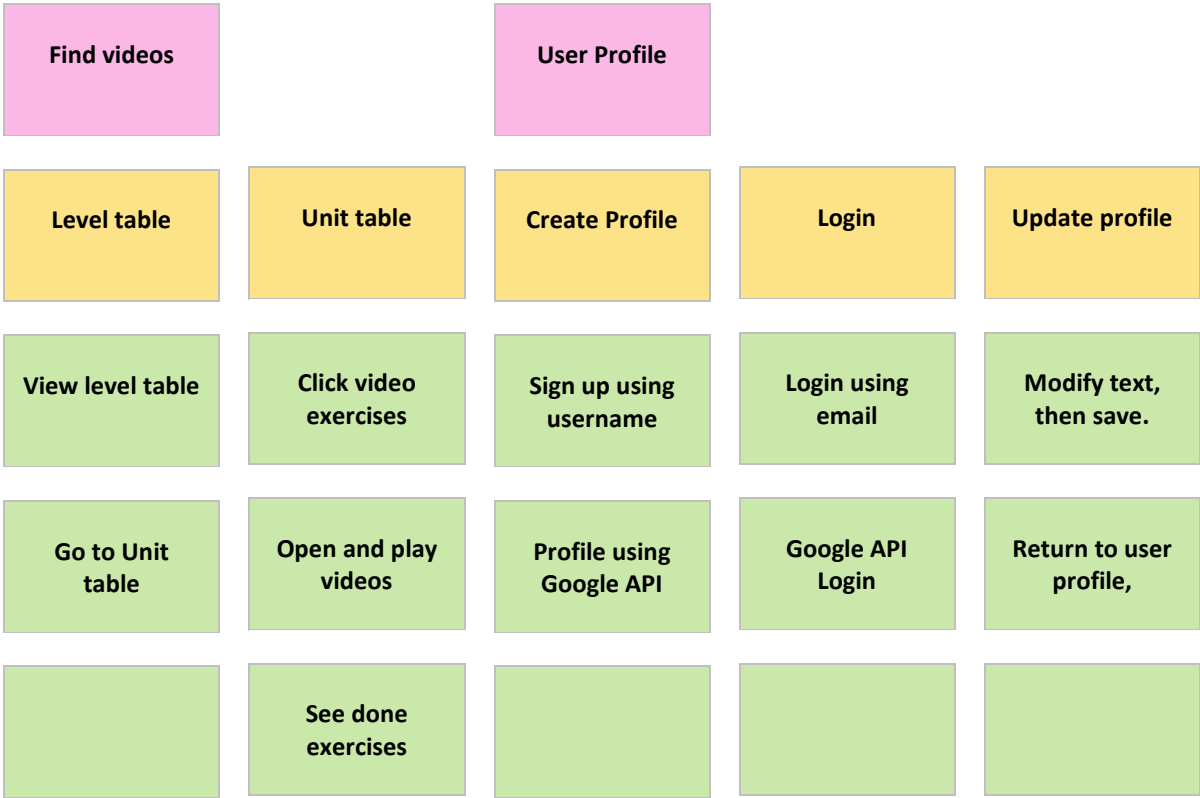 Find videos
User Profile
Level table
Unit table
Create Profile
Login
Update profile
View level table
Click video
exercises
Sign up using
username
Login using
email
Modify text,
then save.
Go to Unit
table
Open and play
videos
Profile using
Google API
Google API
Login
Return to user
profile,
See done
exercises